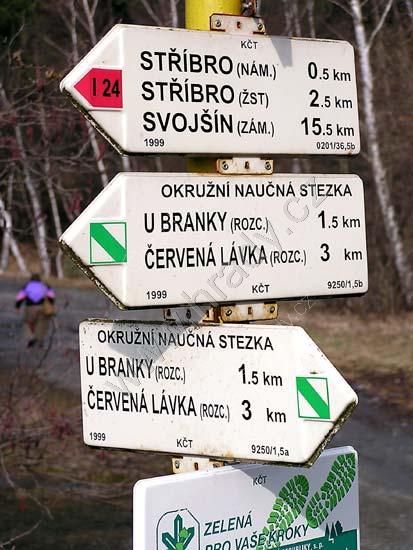 KČT
STŘÍBRO (NÁM.) 0.5 KM
I 24
STŘÍBRO (ŽST) 2.5 KM
SVOJŠÍN (ZÁM.) 15.5 KM
1999 0201/36,5b
OKRUŽNÍ NAUČNÁ STEZKA
U BRANKY (ROZC.) 1.5 KM
ČERVENÁ LÁVKA (ROZC.) 3 KM
1999 KČT 9250/1,5b
OKRUŽNÍ NAUČNÁ STEZKA
U BRANKY (ROZC.) 1.5 KM
ČERVENÁ LÁVKA (ROZC.) 3 KM
1999 KČT 9250/1,5a
KČT
ZELENÁ
PRO VAŠE KROKY